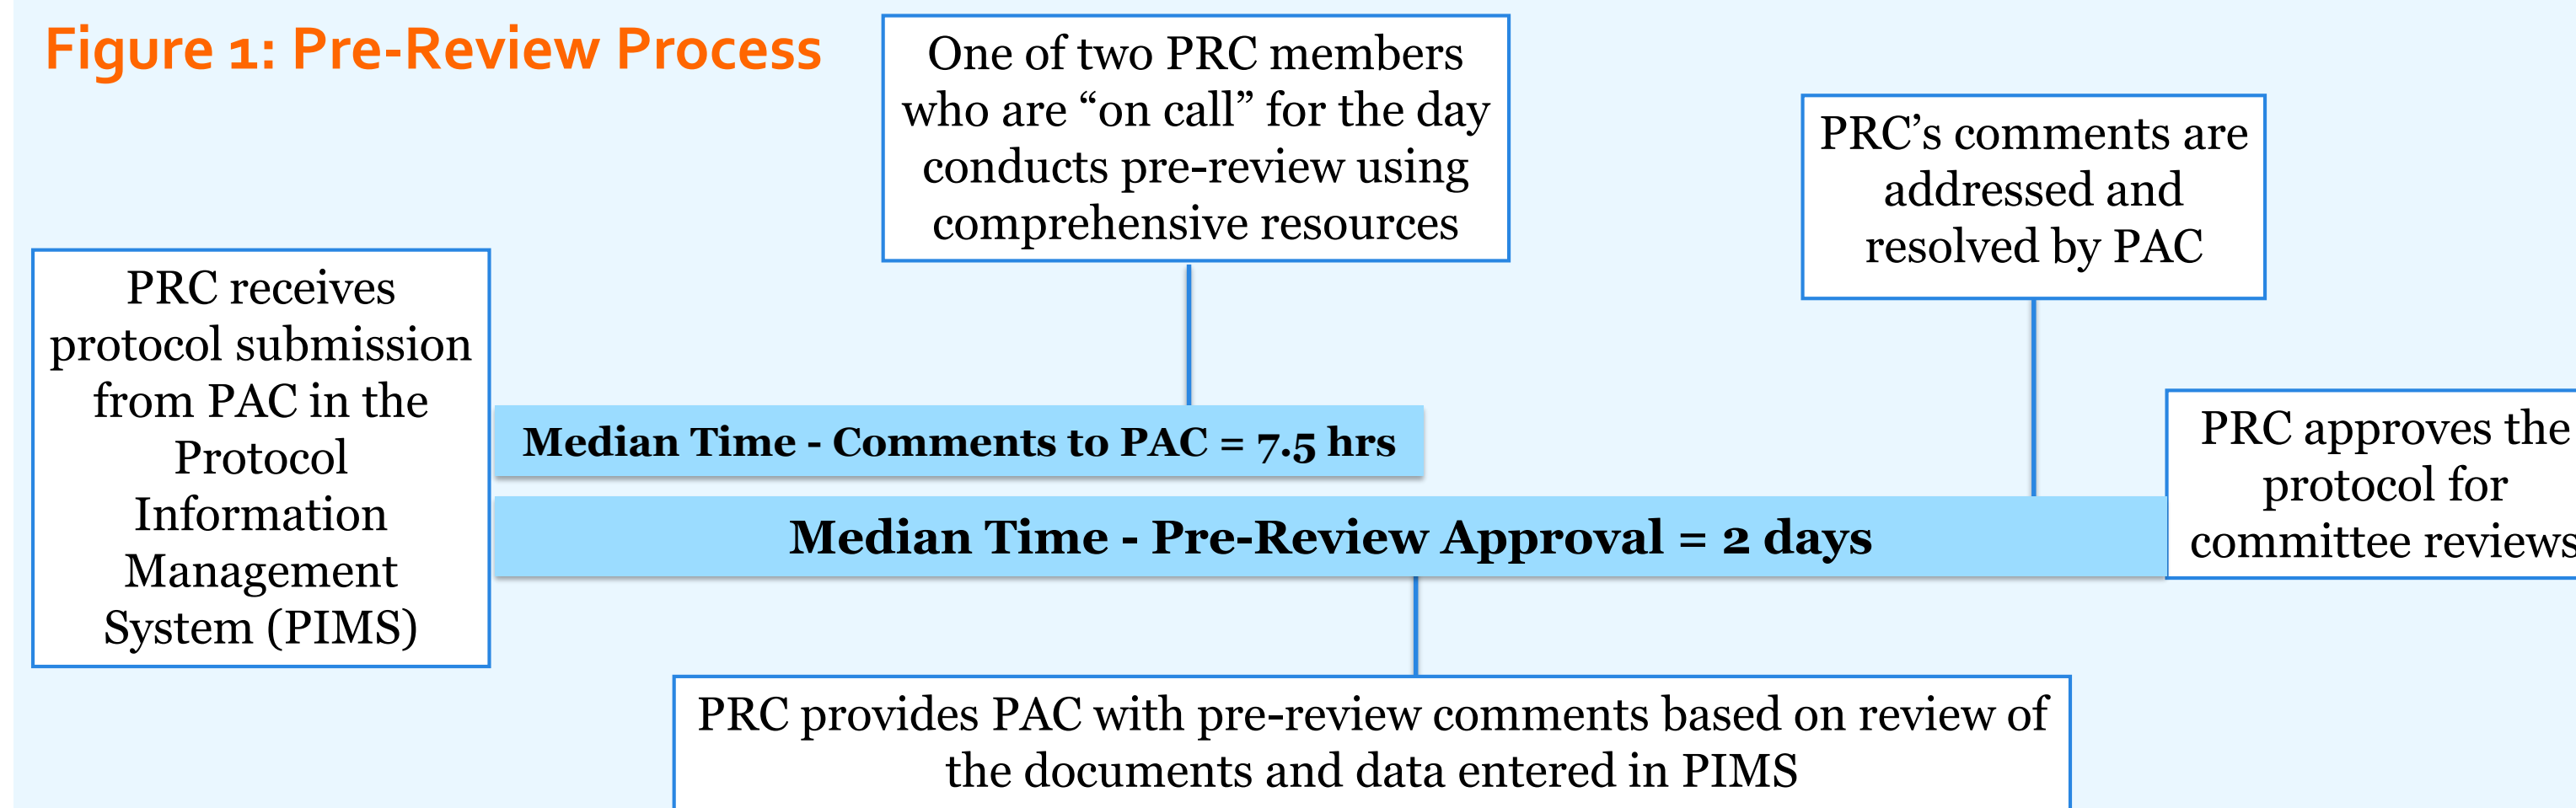 Figure 1: Pre-Review Process
One of two PRC members
who are “on call” for the day
conducts pre-review using
comprehensive resources
PRC’s comments are
addressed and
resolved by PAC
PRC receives
protocol submission
from PAC in the
Protocol
Information
Management
System (PIMS)
Median Time - Comments to PAC = 7.5 hrs
Median Time - Pre-Review Approval = 2 days
PRC approves the
protocol for
committee reviews
PRC provides PAC with pre-review comments based on review of
the documents and data entered in PIMS